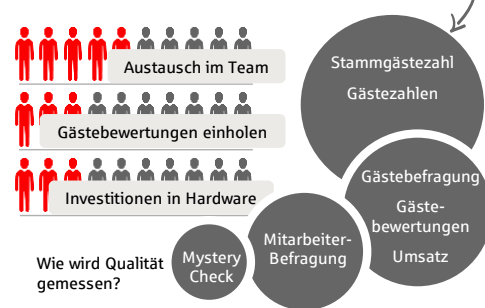 Austausch im Team
Gästebewertungen einholen
Investitionen in Hardware
Stammgästezahl
Gästezahlen
Gästebefragung
Gäste-
bewertungen
Umsatz
Mitarbeiter-
Befragung
Mystery
Check
Wie wird Qualität
gemessen?